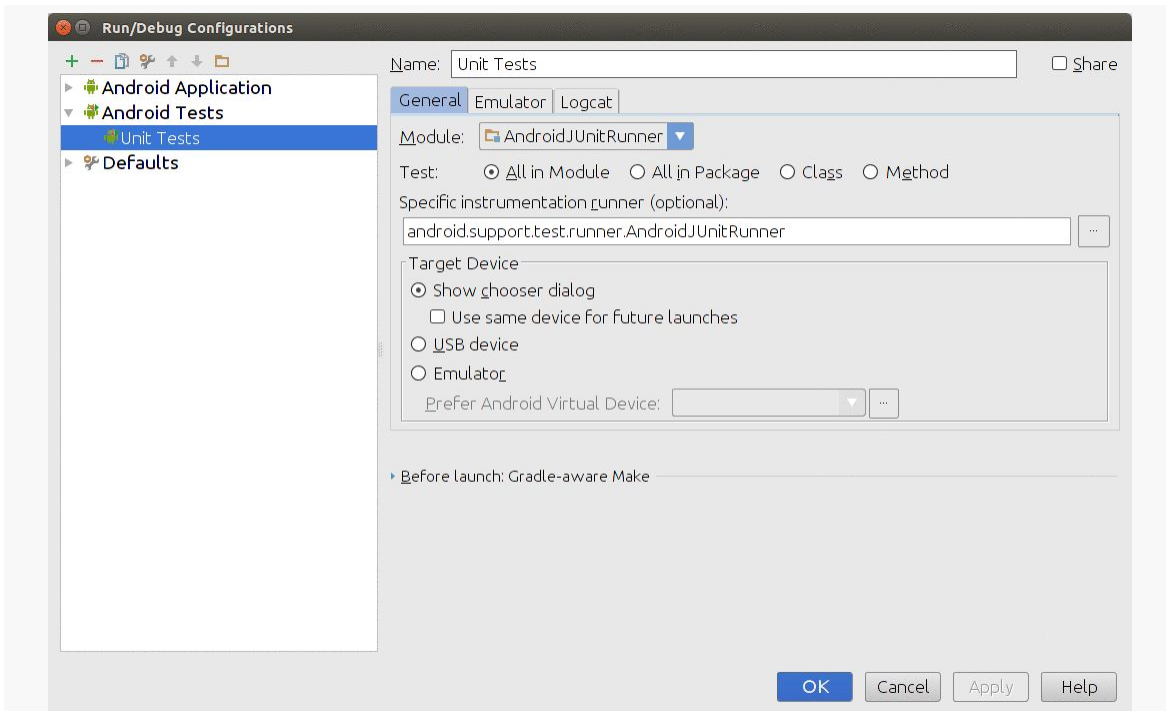 Run/Debug Configurations
Android Application
Android Tests
Unit Tests
Defaults
Name: Unit Tests
Share
General Emulator Logcat
Module: AndroidJUnitRunner
Test: All in Module All in Package Class Method
Specific instrumentation runner (optional):
android.support.test.runner.AndroidJUnitRunner
...
Target Device
Show chooser dialog
Use same device for future launches
USB device
Emulator
Prefer Android Virtual Device: ...
Before launch: Gradle-aware Make
OK Cancel Apply Help